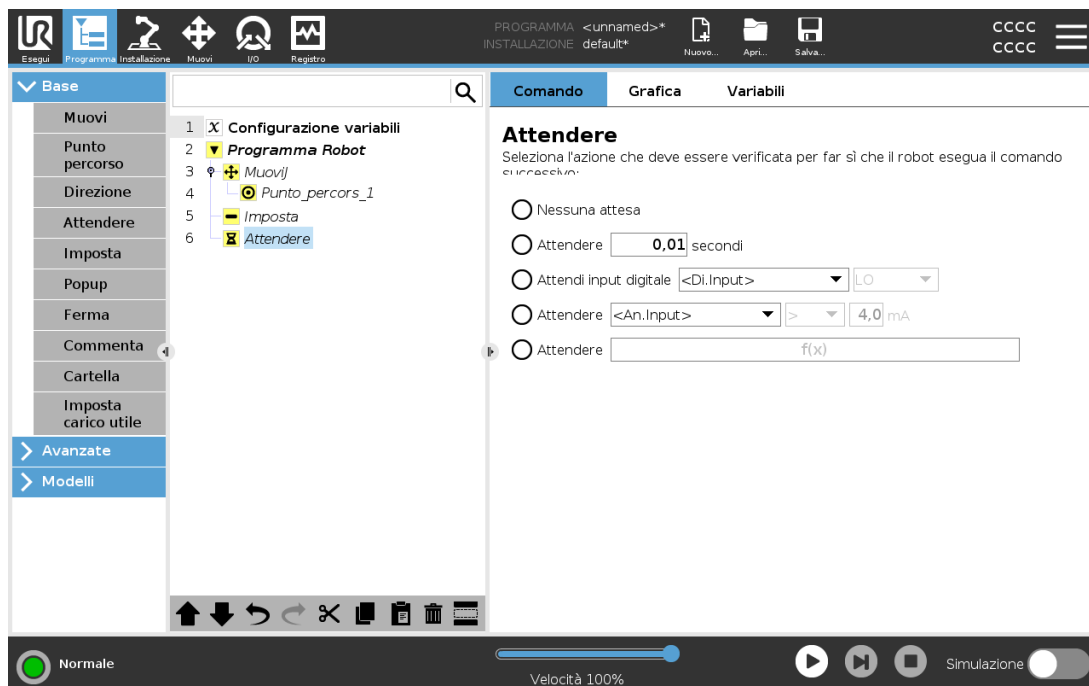 PROGRAMMA <unnamed>*
INSTALLAZIONE default*
UR
Esegui
Programma
Installazione
Muovi
I/O
Registro
Nuovo...
Apri...
Salva...
CCCC
CCCC
Base
Muovi
Punto
percorso
Direzione
Attendere
Imposta
Popup
Ferma
Commenta
Cartella
Imposta
carico utile
Avanzate
Modelli
1 X Configurazione variabili
2 Programma Robot
3 MuoviJ
4 Punto_percors_1
5 Imposta
6 Attendere
Comando Grafica Variabili
Attendere
Seleziona l'azione che deve essere verificata per far sì che il robot esegua il comando
successivo:
Nessuna attesa
Attendere 0,01 secondi
Attendi input digitale <Di.Input> LO
Attendere <An.Input> > 4,0 mA
Attendere f(x)
Normale
Velocità 100%
Simulazione